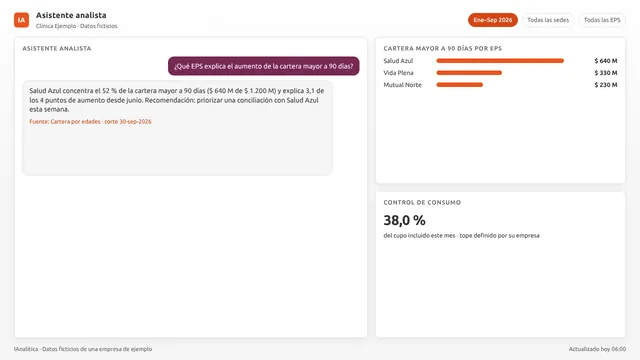 IA
Asistente analista
Clínica Ejemplo · Datos ficticios
Ene–Sep 2026
Todas las sedes
Todas las EPS
ASISTENTE ANALISTA
¿Qué EPS explica el aumento de la cartera mayor a 90 días?
Salud Azul concentra el 52 % de la cartera mayor a 90 días ($ 640 M de $ 1.200 M) y explica 3,1 de
los 4 puntos de aumento desde junio. Recomendación: priorizar una conciliación con Salud Azul
esta semana.
Fuente: Cartera por edades · corte 30-sep-2026
CARTERA MAYOR A 90 DÍAS POR EPS
Salud Azul $ 640 M
Vida Plena $ 330 M
Mutual Norte $ 230 M
CONTROL DE CONSUMO
38,0 %
del cupo incluido este mes · tope definido por su empresa
IAnalítica · Datos ficticios de una empresa de ejemplo
Actualizado hoy 06:00